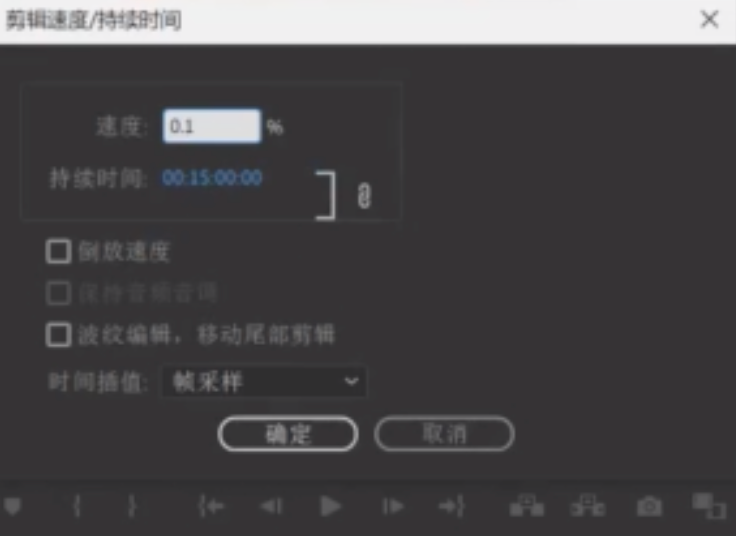 剪辑速度/持续时间
速度: 0.1 %
持续时间: 00:15:00:00
倒放速度
保持音频音调
波纹编辑，移动尾部剪辑
时间插值: 帧采样
确定 取消